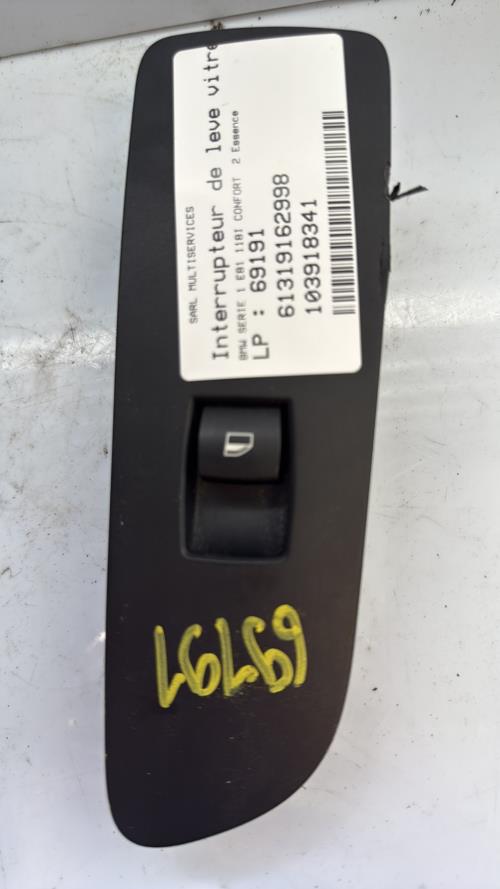 SARL MULTISERVICES
Interrupteur de leve vitre
BMW SERIE 1 E81 118I CONFORT 2 Essence
LP : 69191
61319162998
103918341
69191